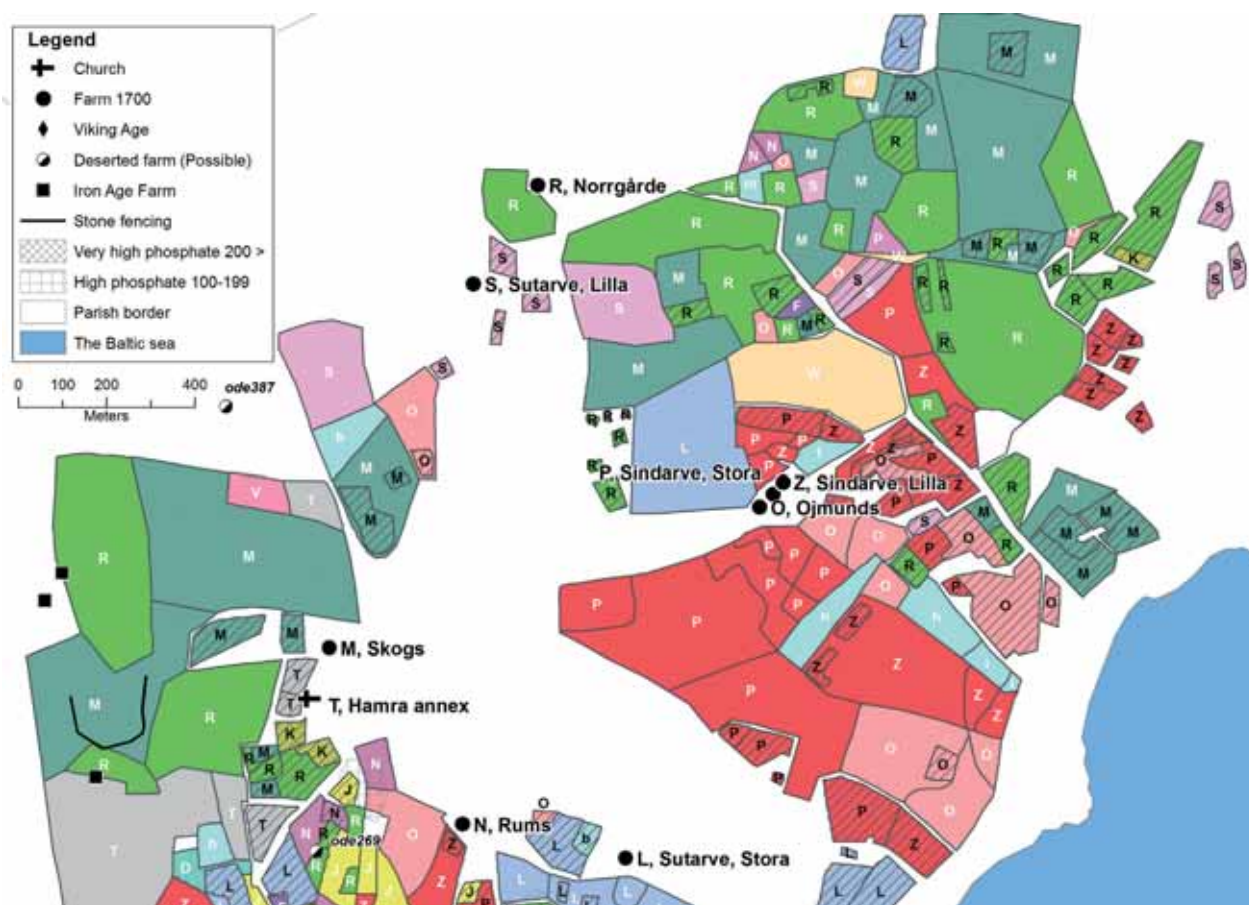 Legend
Church
Farm 1700
Viking Age
Deserted farm (Possible)
Iron Age Farm
Stone fencing
Very high phosphate 200 >
High phosphate 100-199
Parish border
The Baltic sea
0 100 200 400
Meters
ode387
R, Norrgårde
S, Sutarve, Lilla
P, Sindarve, Stora
Z, Sindarve, Lilla
O, Ojmunds
M, Skogs
T, Hamra annex
N, Rums
ode269
L, Sutarve, Stora
L
M
M
R
W
R
M
M
M
R
M
R
N
N
O
M
R
R
S
M
R
M
R
P
R
M
R
M
K
S
S
S
R
S
S
S
R
M
S
R
R
M
W
L
P
Z
R
R
Z
Z
Z
S
O
M
M
O
V
T
R
M
M
R
T
T
K
K
N
J
O
Z
P
P
P
O
Z
N
Z
O
O
P
P
Z
L
L